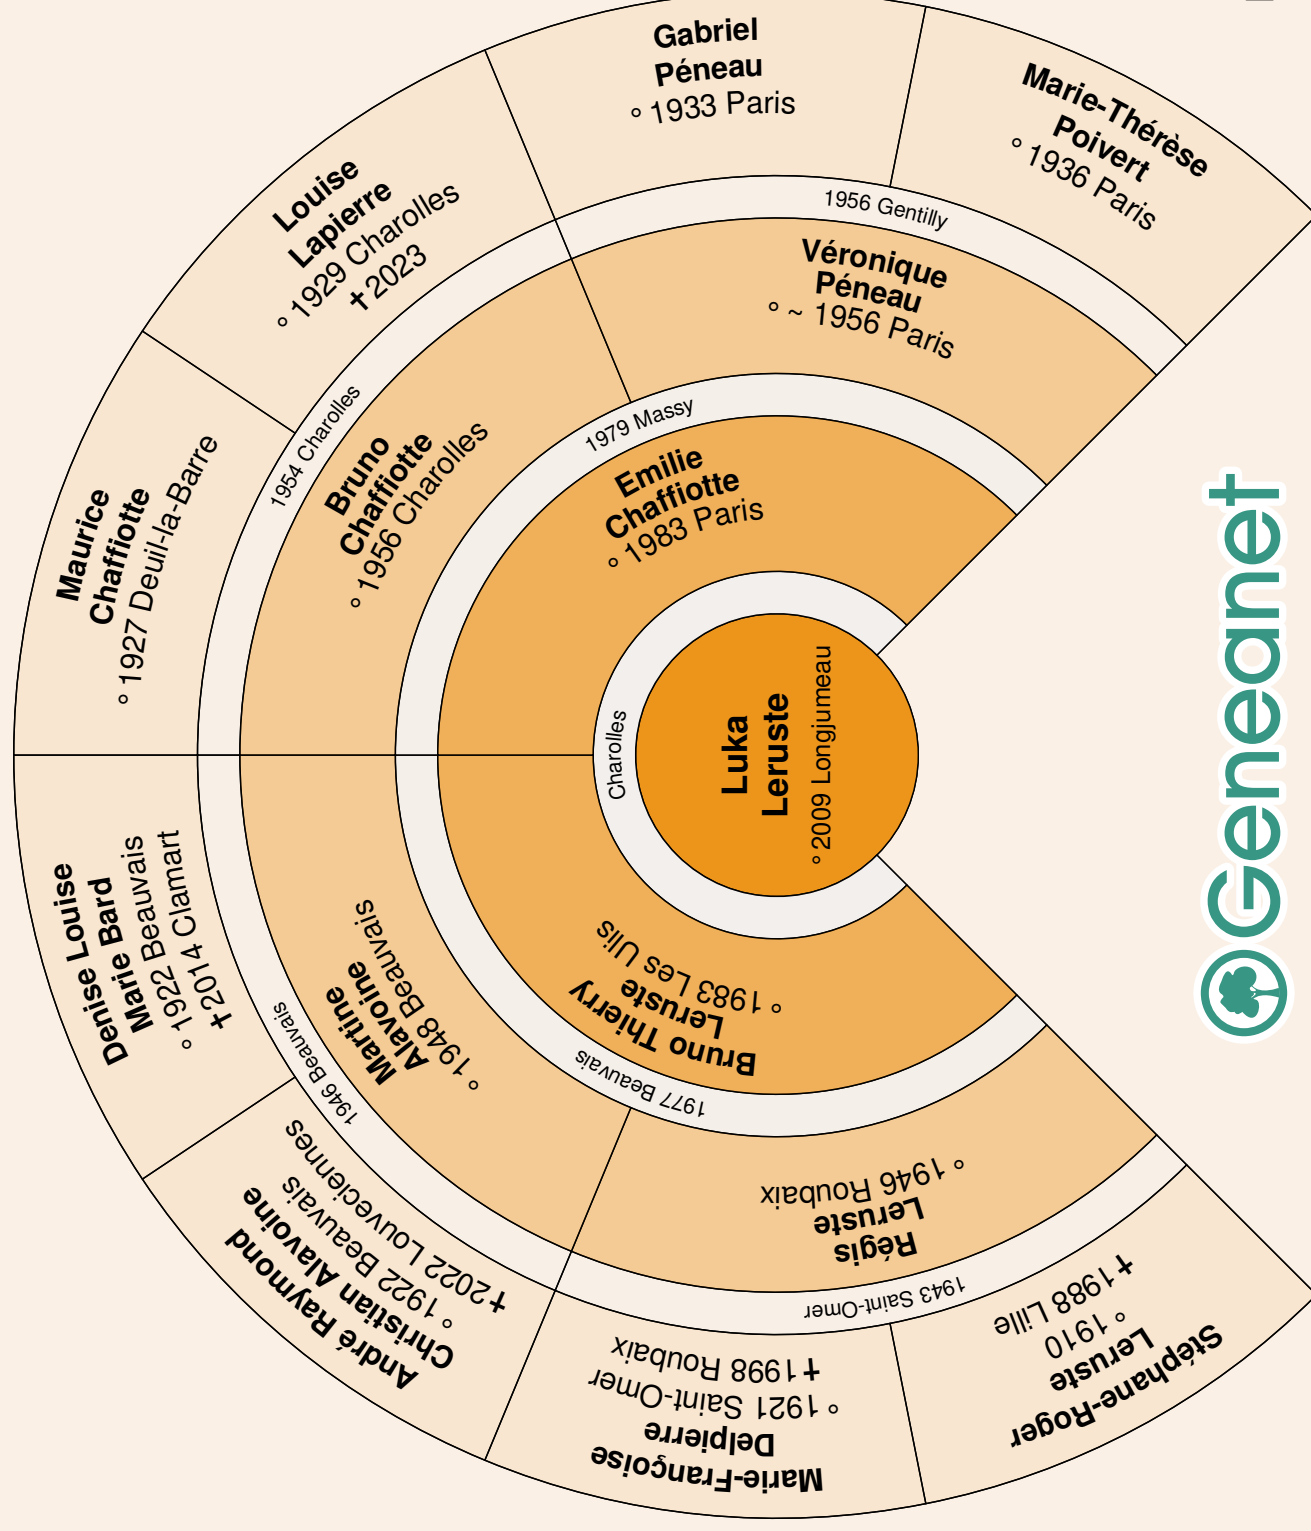 Gabriel
Péneau
° 1933 Paris
Marie-Thérèse
Poivert
° 1936 Paris
Louise
Lapierre
° 1929 Charolles
✝ 2023
1956 Gentilly
Véronique
Péneau
° ~ 1956 Paris
Maurice
Chaffiotte
° 1927 Deuil-la-Barre
1954 Charolles
Bruno
Chaffiotte
° 1956 Charolles
1979 Massy
Emilie
Chaffiotte
° 1983 Paris
Charolles
Luka
Leruste
° 2009 Longjumeau
Geneanet
Denise Louise
Marie Bard
° 1922 Beauvais
✝ 2014 Clamart
1946 Beauvais
Martine
Alavoine
° 1948 Beauvais
1977 Beauvais
Bruno Thierry
Leruste
° 1983 Les Ulis
André Raymond
Christian Alavoine
° 1922 Beauvais
✝ 2022 Louveciennes
Régis
Leruste
° 1946 Roubaix
1943 Saint-Omer
Marie-Françoise
Delpierre
° 1921 Saint-Omer
✝ 1998 Roubaix
Stéphane-Roger
Leruste
° 1910
✝ 1988 Lille